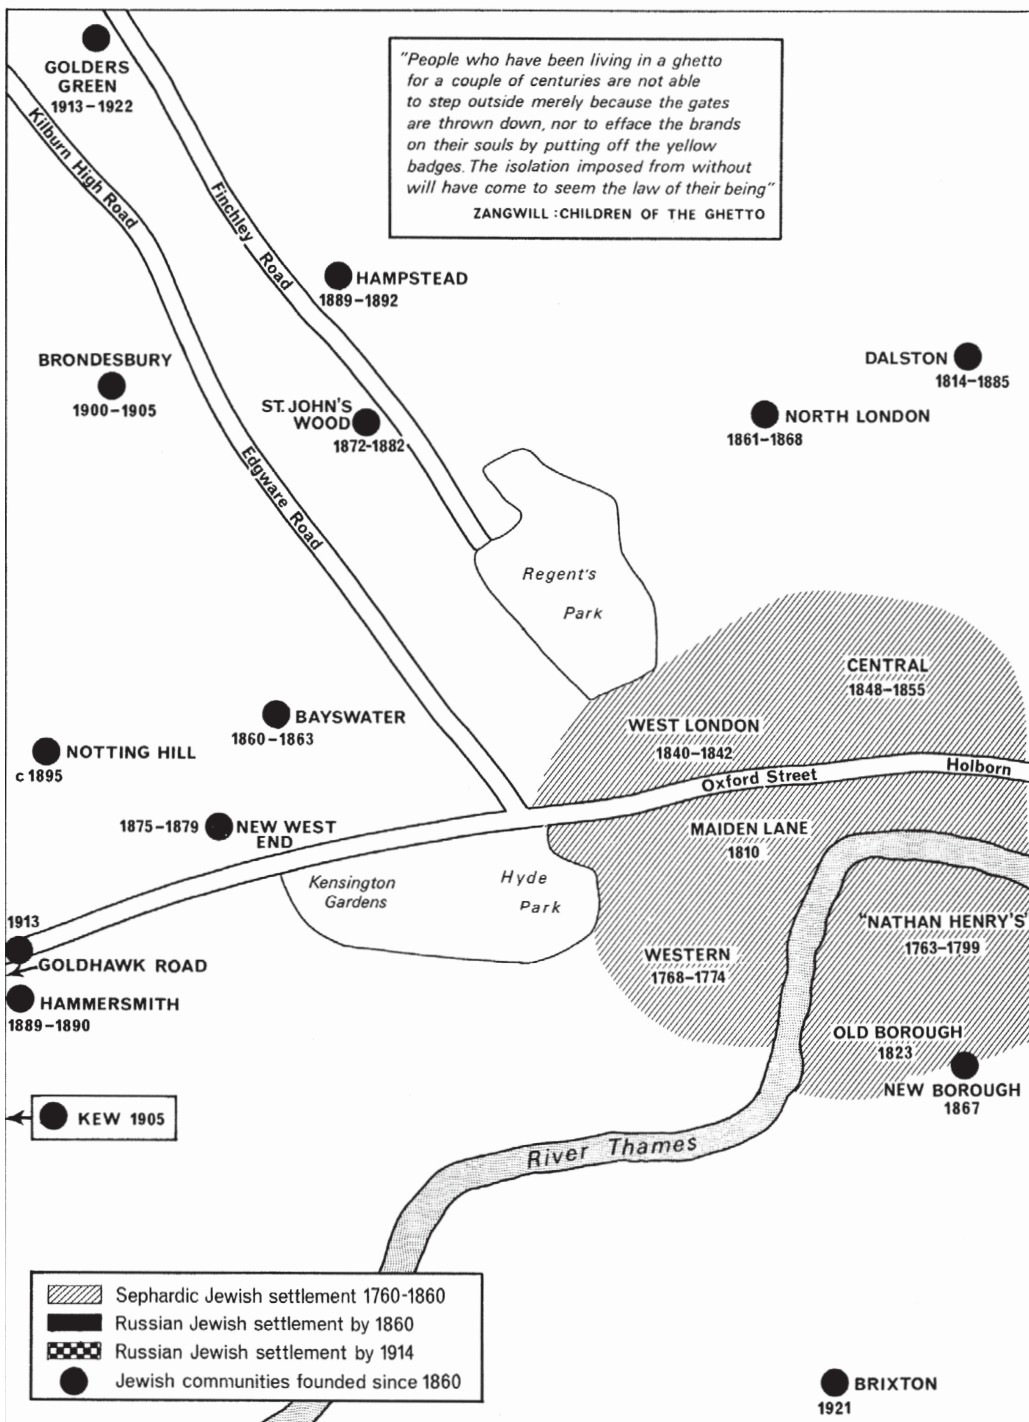 GOLDERS
GREEN
1913-1922
"People who have been living in a ghetto
for a couple of centuries are not able
to step outside merely because the gates
are thrown down, nor to efface the brands
on their souls by putting off the yellow
badges. The isolation imposed from without
will have come to seem the law of their being"
ZANGWILL : CHILDREN OF THE GHETTO
Kilburn High Road
Finchley Road
HAMPSTEAD
1889-1892
BRONDESBURY
1900-1905
ST. JOHN'S
WOOD
1872-1882
DALSTON
1814-1885
NORTH LONDON
1861-1868
Edgware Road
Regent's
Park
CENTRAL
1848-1855
BAYSWATER
1860-1863
WEST LONDON
1840-1842
NOTTING HILL
c 1895
Oxford Street
Holborn
1875-1879
NEW WEST
END
MAIDEN LANE
1810
Kensington
Gardens
Hyde
Park
1913
GOLDHAWK ROAD
"NATHAN HENRY'S"
1763-1799
WESTERN
1768-1774
HAMMERSMITH
1889-1890
OLD BOROUGH
1823
NEW BOROUGH
1867
KEW 1905
River Thames
Sephardic Jewish settlement 1760-1860
Russian Jewish settlement by 1860
Russian Jewish settlement by 1914
Jewish communities founded since 1860
BRIXTON
1921